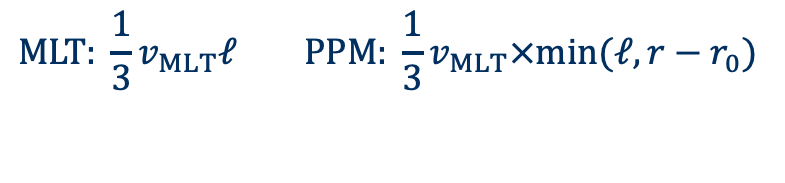 MLT: 1/3 v_MLT ℓ PPM: 1/3 v_MLT×min(ℓ, r − r_0)